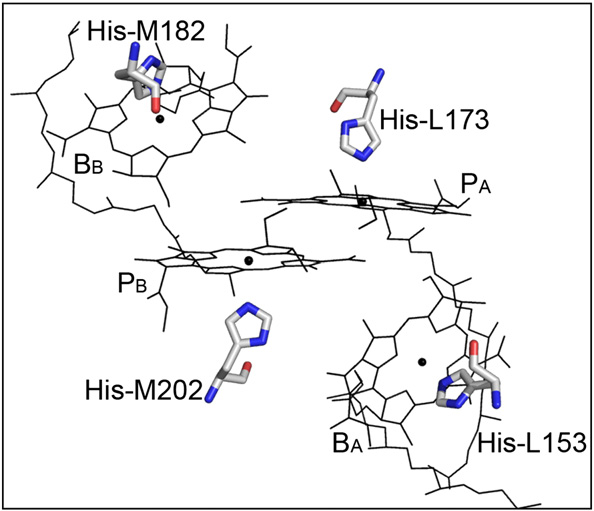 His-M182
His-L173
BB
PA
PB
His-M202
BA
His-L153